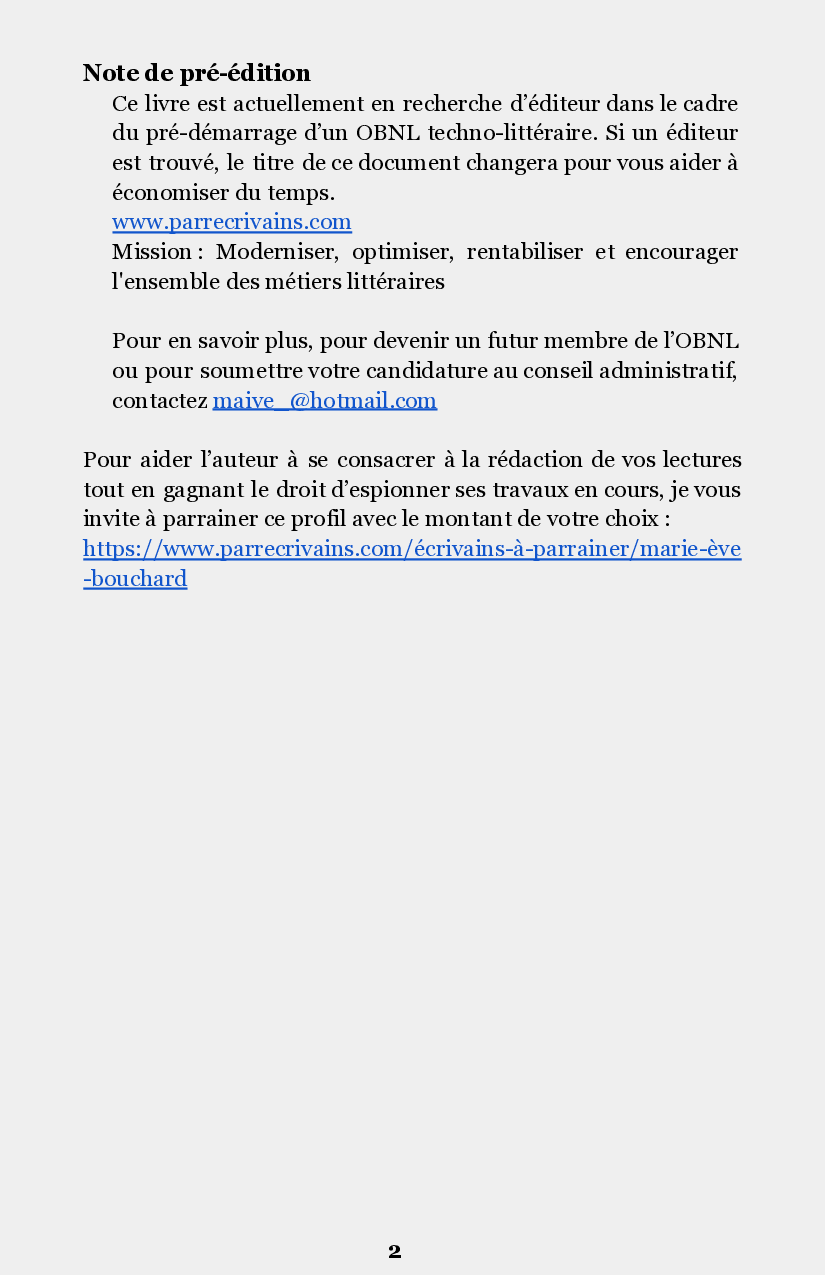 Note de pré-édition
Ce livre est actuellement en recherche d’éditeur dans le cadre
du pré-démarrage d’un OBNL techno-littéraire. Si un éditeur
est trouvé, le titre de ce document changera pour vous aider à
économiser du temps.
www.parrecrivains.com
Mission : Moderniser, optimiser, rentabiliser et encourager
l'ensemble des métiers littéraires
Pour en savoir plus, pour devenir un futur membre de l’OBNL
ou pour soumettre votre candidature au conseil administratif,
contactez maive_@hotmail.com
Pour aider l’auteur à se consacrer à la rédaction de vos lectures
tout en gagnant le droit d’espionner ses travaux en cours, je vous
invite à parrainer ce profil avec le montant de votre choix :
https://www.parrecrivains.com/écrivains-à-parrainer/marie-ève
-bouchard
2